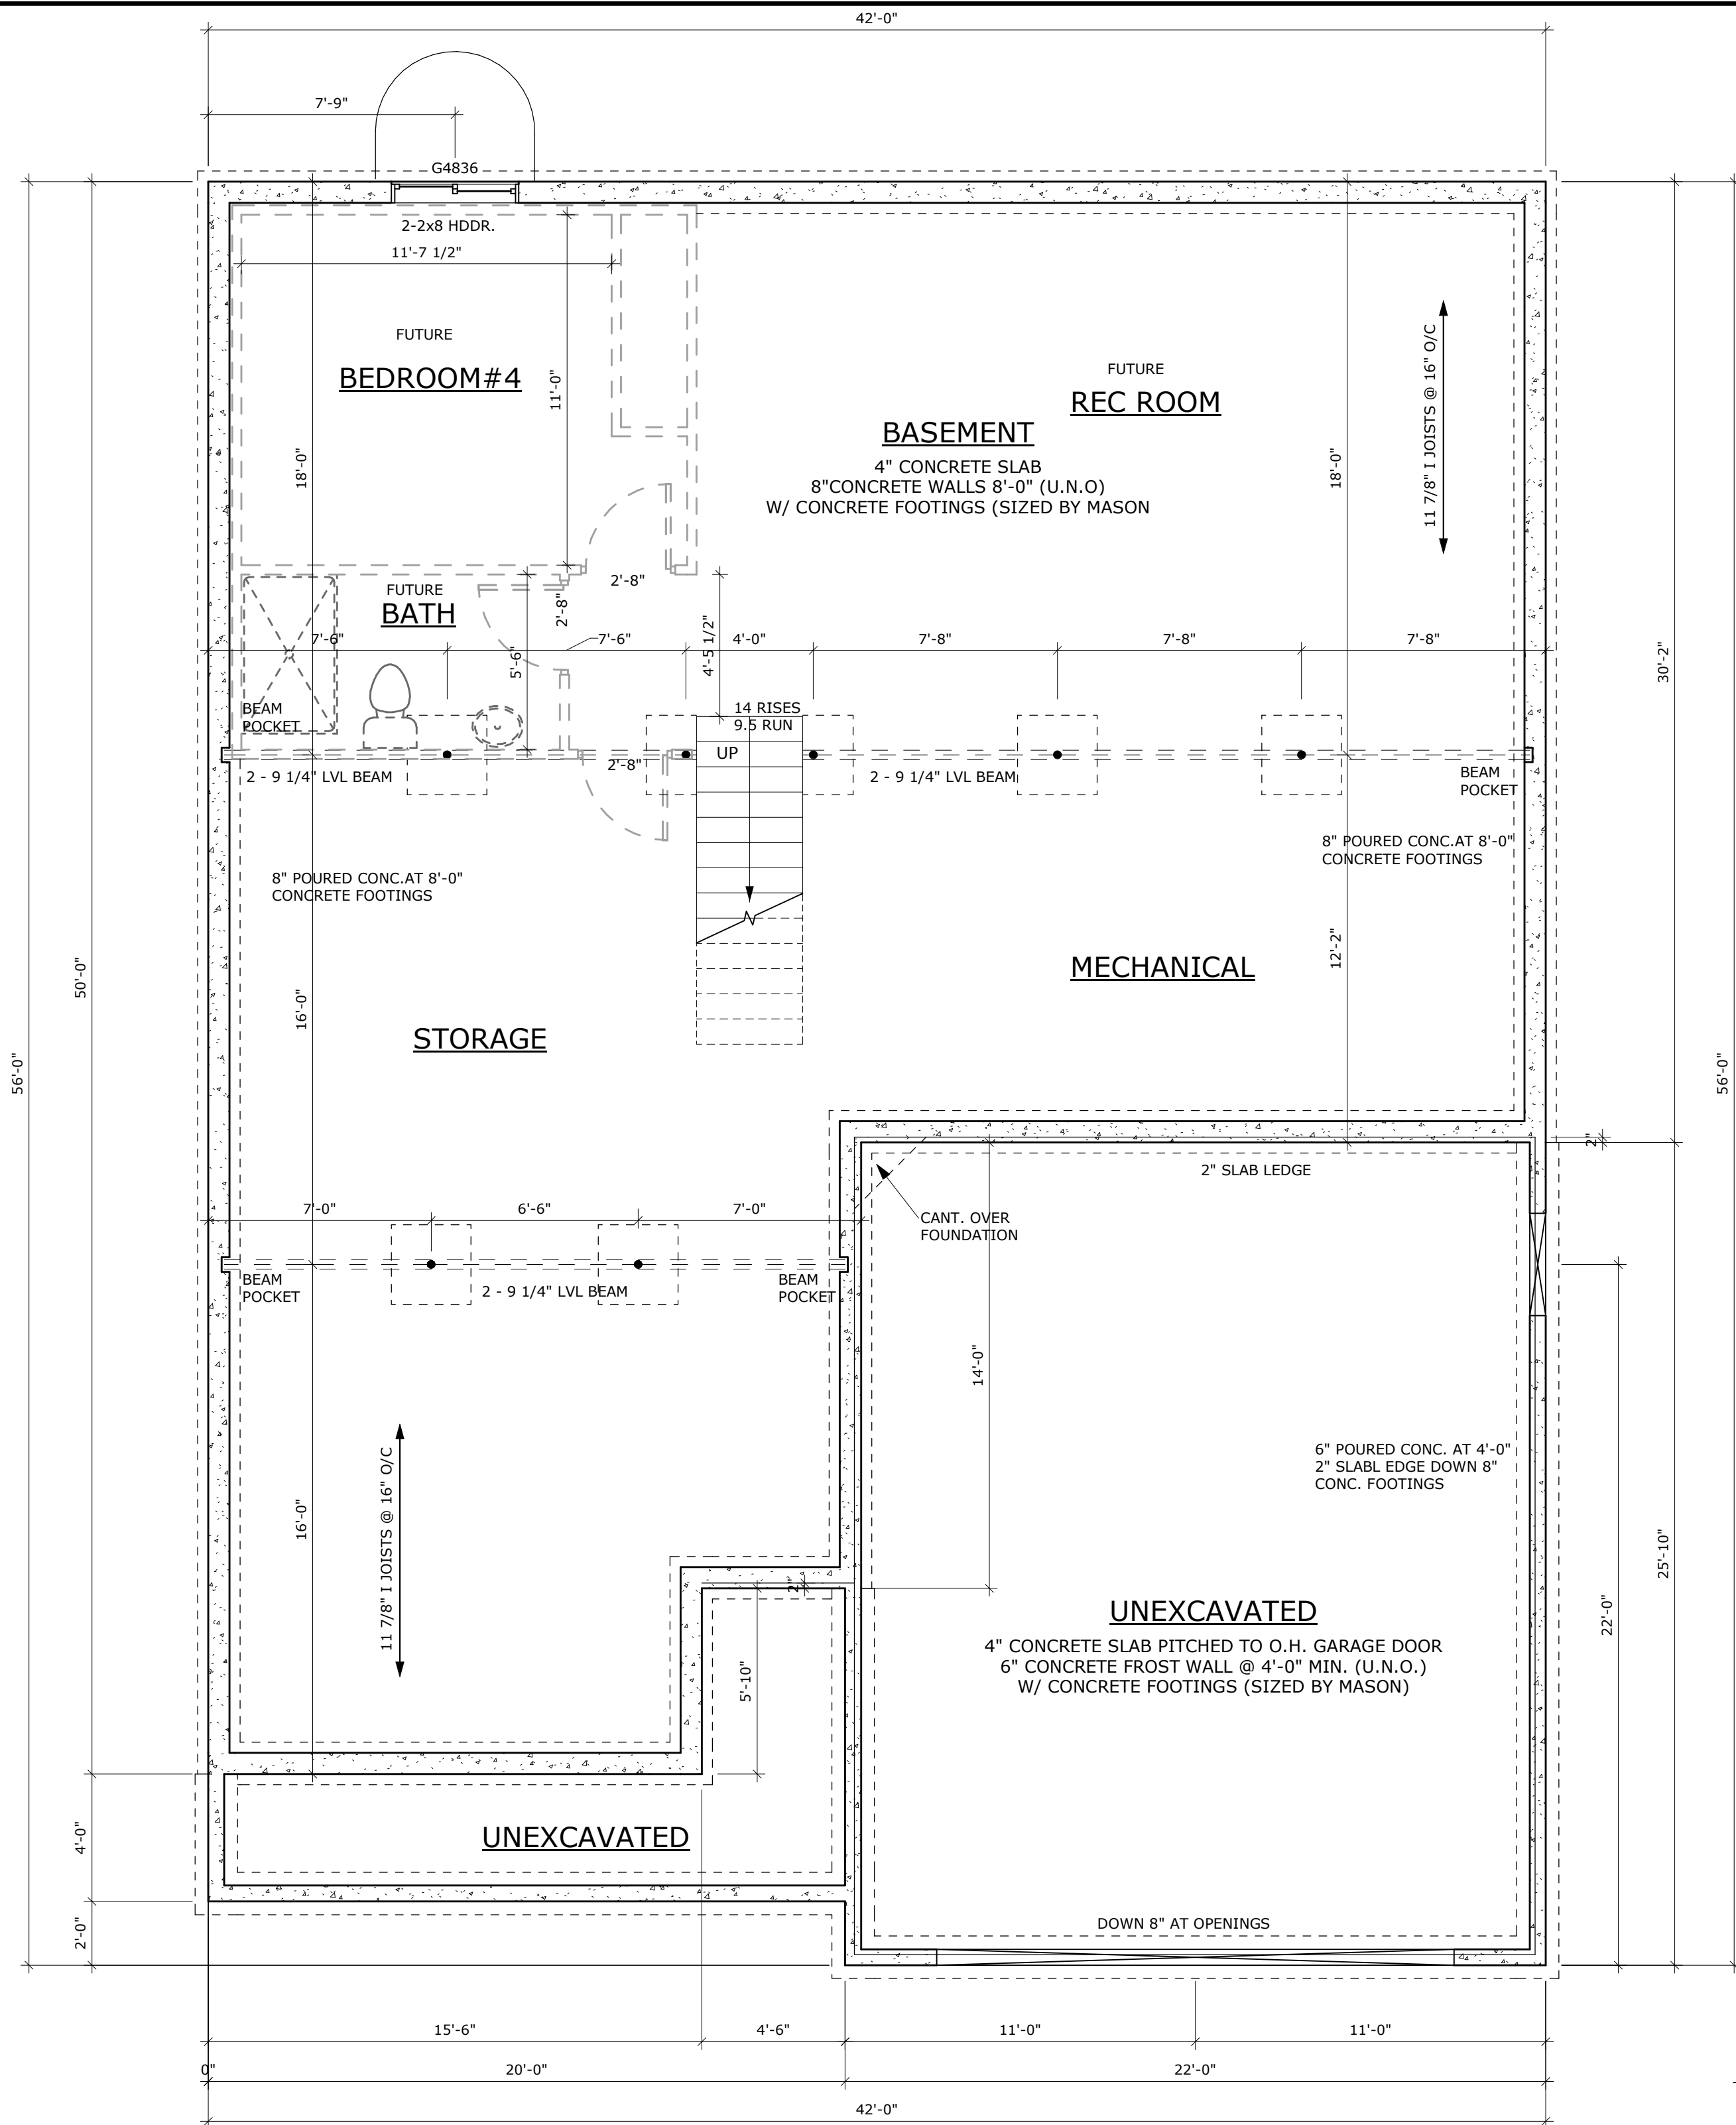 42'-0"
7'-9"
G4836
2-2x8 HDDR.
11'-7 1/2"
FUTURE
BEDROOM#4
11'-0"
18'-0"
FUTURE
REC ROOM
BASEMENT
4" CONCRETE SLAB
8"CONCRETE WALLS 8'-0" (U.N.O)
W/ CONCRETE FOOTINGS (SIZED BY MASON
18'-0"
11 7/8" I JOISTS @ 16" O/C
FUTURE
BATH
2'-8"
2'-8"
7'-6"
7'-6"
4'-0"
7'-8"
7'-8"
7'-8"
5'-6"
4'-5 1/2"
30'-2"
BEAM
POCKET
14 RISES
9.5 RUN
UP
2'-8"
2 - 9 1/4" LVL BEAM
2 - 9 1/4" LVL BEAM
BEAM
POCKET
8" POURED CONC.AT 8'-0"
CONCRETE FOOTINGS
8" POURED CONC.AT 8'-0"
CONCRETE FOOTINGS
12'-2"
MECHANICAL
50'-0"
16'-0"
STORAGE
56'-0"
56'-0"
2"
2" SLAB LEDGE
7'-0"
6'-6"
7'-0"
CANT. OVER
FOUNDATION
BEAM
POCKET
2 - 9 1/4" LVL BEAM
BEAM
POCKET
14'-0"
6" POURED CONC. AT 4'-0"
2" SLABL EDGE DOWN 8"
CONC. FOOTINGS
16'-0"
11 7/8" I JOISTS @ 16" O/C
25'-10"
2"
22'-0"
UNEXCAVATED
4" CONCRETE SLAB PITCHED TO O.H. GARAGE DOOR
6" CONCRETE FROST WALL @ 4'-0" MIN. (U.N.O.)
W/ CONCRETE FOOTINGS (SIZED BY MASON)
5'-10"
4'-0"
UNEXCAVATED
2'-0"
DOWN 8" AT OPENINGS
15'-6"
4'-6"
11'-0"
11'-0"
0"
20'-0"
22'-0"
42'-0"